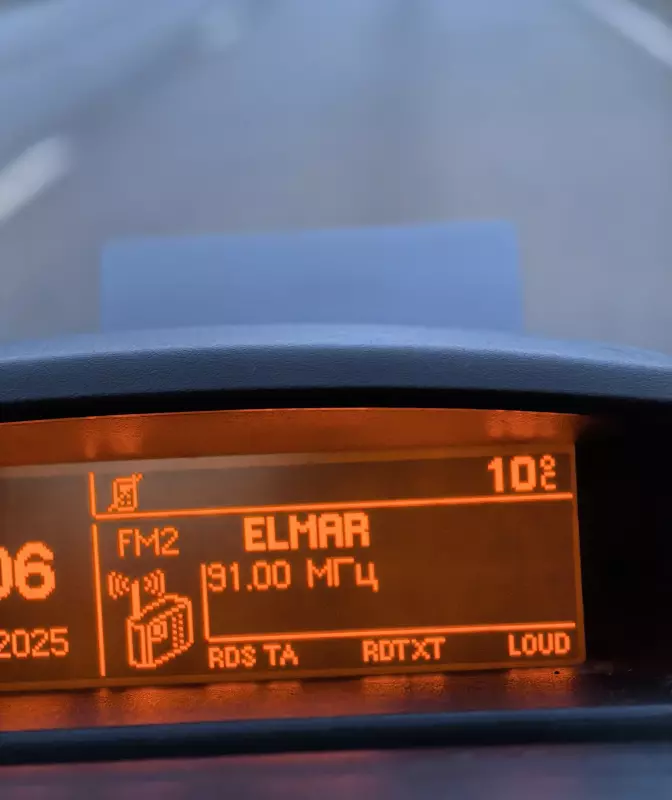 10°C
FM2 ELMAR
06
91.00 МГц
2025
RDS TA RDTXT LOUD